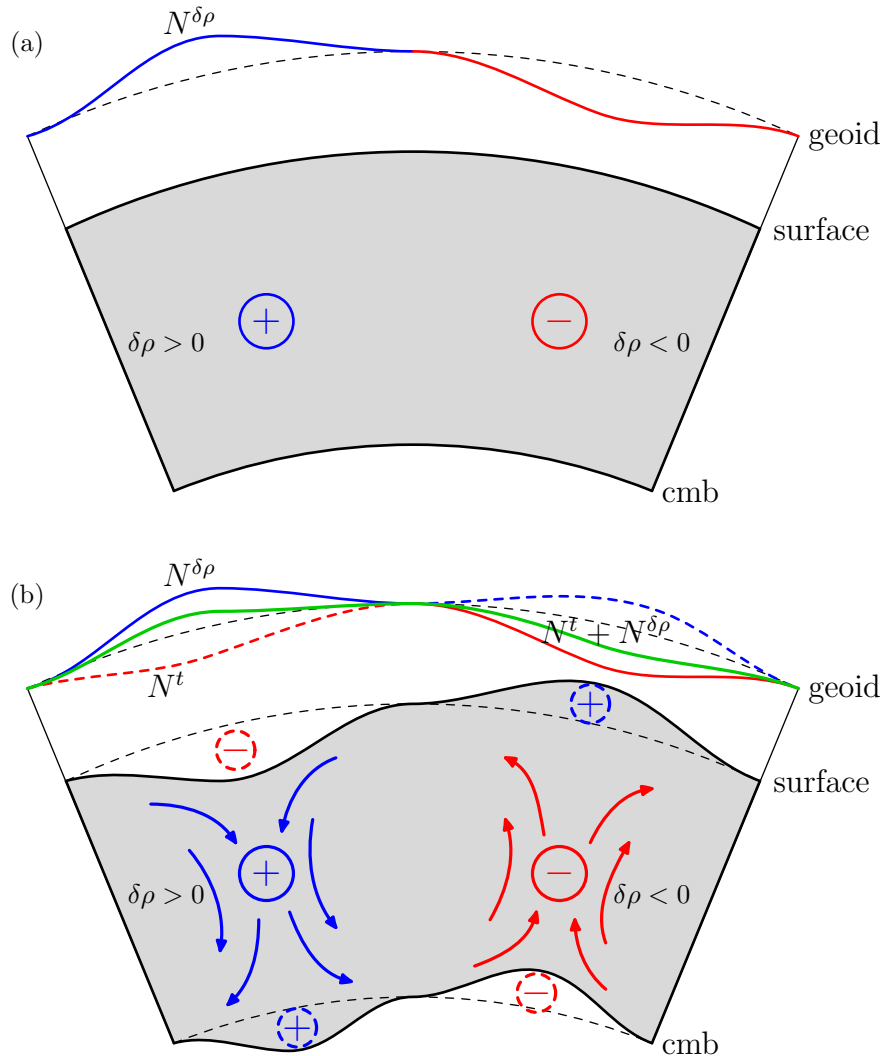 (a)
N^{δρ}
geoid
surface
+
−
δρ > 0
δρ < 0
cmb
(b)
N^{δρ}
N^t + N^{δρ}
N^t
geoid
+
−
surface
+
−
δρ > 0
δρ < 0
−
+
cmb